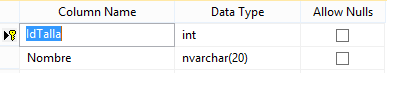 Column Name Data Type Allow Nulls
IdTalla int
Nombre nvarchar(20)